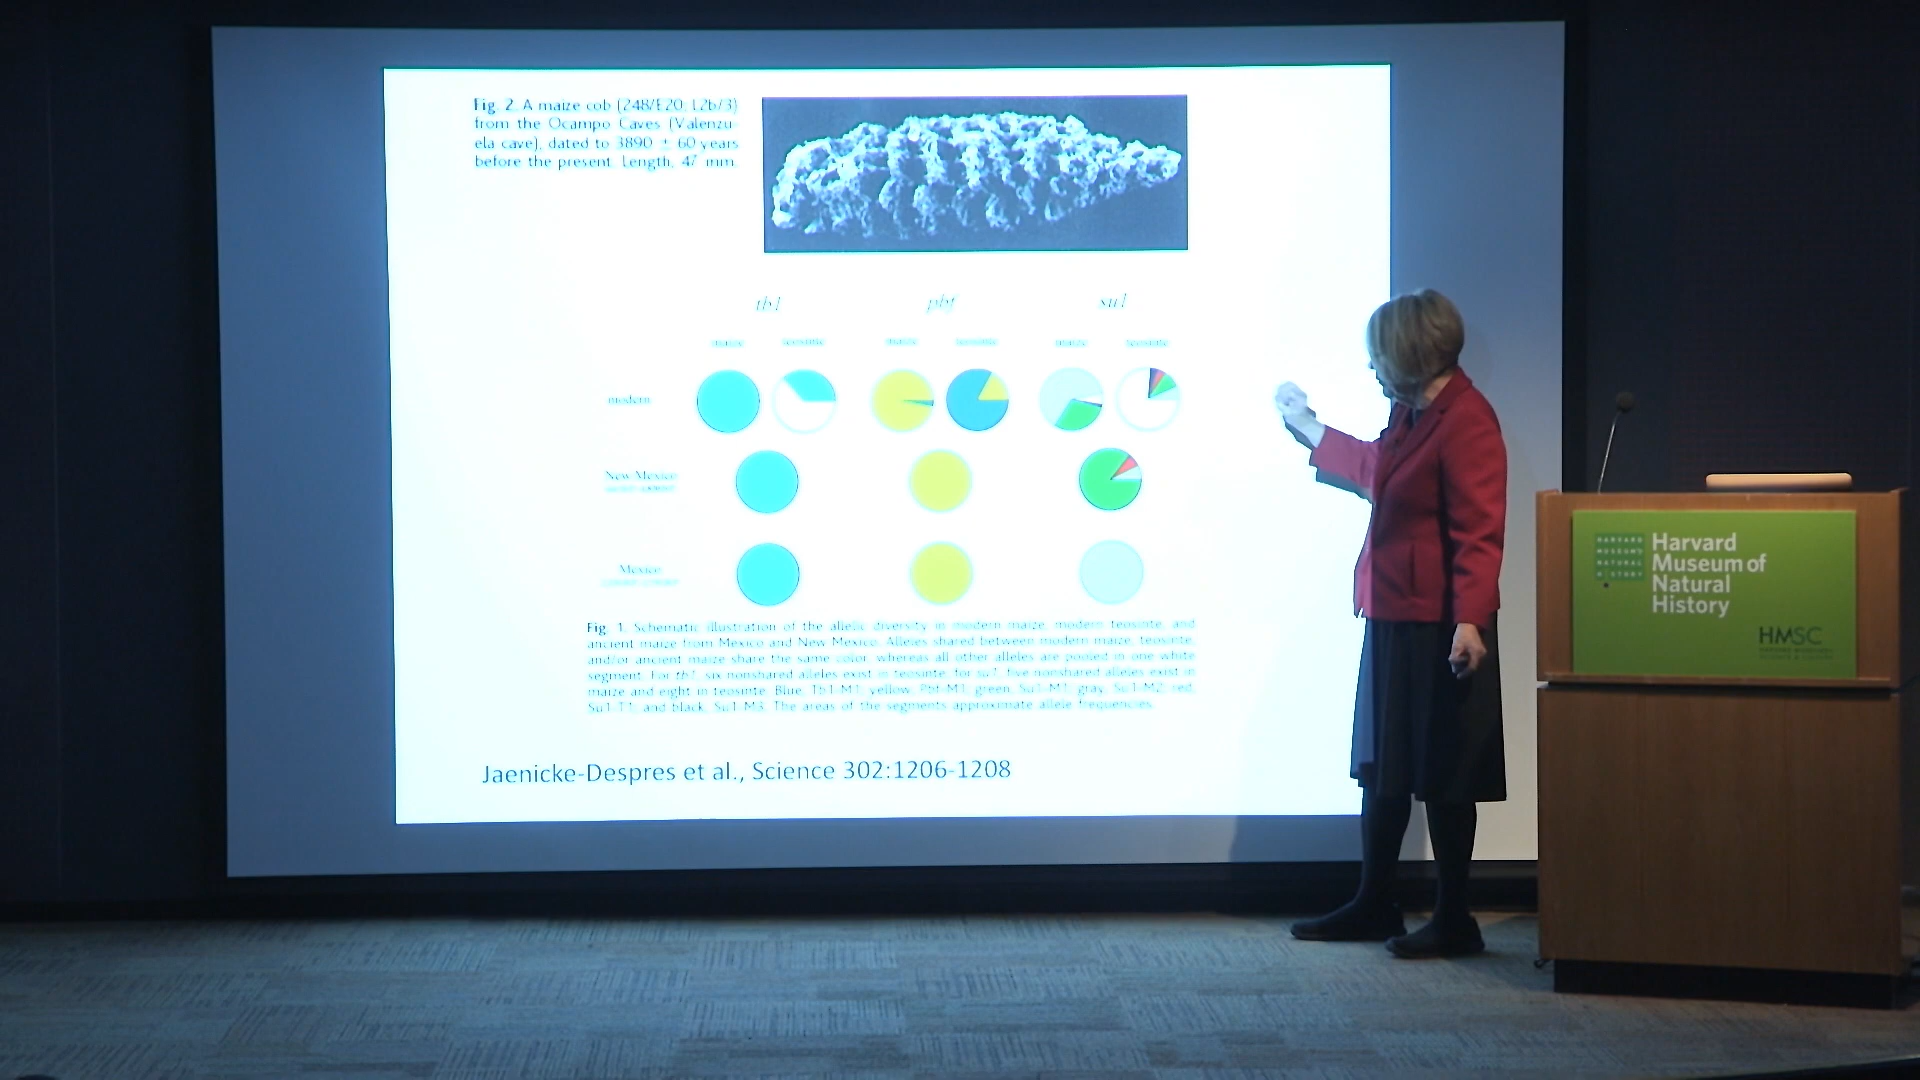 Fig. 2. A maize cob (248/E20; L2b/3)
from the Ocampo Caves (Valenzu-
ela cave), dated to 3890 ± 60 years
before the present. Length, 47 mm.
tb1 pbf su1
maize teosinte maize teosinte maize teosinte
modern
New Mexico
Mexico
Fig. 1. Schematic illustration of the allelic diversity in modern maize, modern teosinte, and
ancient maize from Mexico and New Mexico. Alleles shared between modern maize, teosinte,
and/or ancient maize share the same color, whereas all other alleles are pooled in one white
segment. For tb1, six nonshared alleles exist in teosinte; for su1, five nonshared alleles exist in
maize and eight in teosinte. Blue, Tb1-M1; yellow, Pbf-M1; green, Su1-M1; gray, Su1-M2; red,
Su1-T1; and black, Su1-M3. The areas of the segments approximate allele frequencies.
Jaenicke-Despres et al., Science 302:1206-1208
HARVARD
MUSEUM of
NATURAL
HISTORY
Harvard
Museum of
Natural
History
HMSC